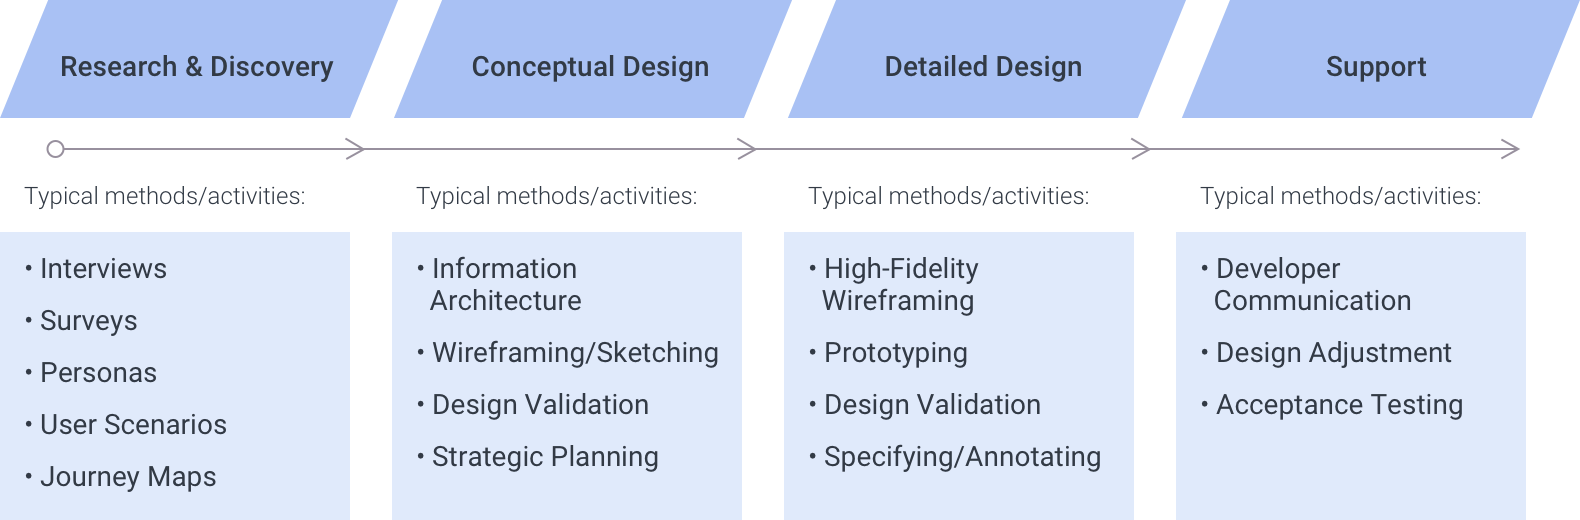 Research & Discovery
Conceptual Design
Detailed Design
Support
Typical methods/activities:
Typical methods/activities:
Typical methods/activities:
Typical methods/activities:
• Interviews
• Surveys
• Personas
• User Scenarios
• Journey Maps
• Information
Architecture
• Wireframing/Sketching
• Design Validation
• Strategic Planning
• High-Fidelity
Wireframing
• Prototyping
• Design Validation
• Specifying/Annotating
• Developer
Communication
• Design Adjustment
• Acceptance Testing